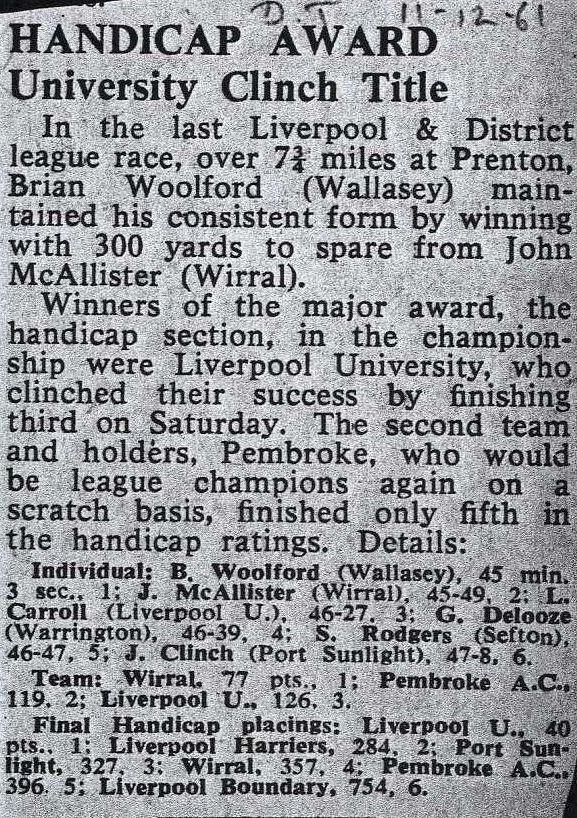 D.T 11-12-61
HANDICAP AWARD
University Clinch Title
In the last Liverpool & District
league race, over 7¾ miles at Prenton,
Brian Woolford (Wallasey) main-
tained his consistent form by winning
with 300 yards to spare from John
McAllister (Wirral).
Winners of the major award, the
handicap section, in the champion-
ship were Liverpool University, who
clinched their success by finishing
third on Saturday. The second team
and holders, Pembroke, who would
be league champions again on a
scratch basis, finished only fifth in
the handicap ratings. Details:
Individual: B. Woolford (Wallasey), 45 min.
3 sec., 1; J. McAllister (Wirral), 45-49, 2; L.
Carroll (Liverpool U.), 46-27, 3; G. Delooze
(Warrington), 46-39, 4; S. Rodgers (Sefton),
46-47, 5; J. Clinch (Port Sunlight), 47-8, 6.
Team: Wirral, 77 pts., 1; Pembroke A.C.,
119, 2; Liverpool U., 126, 3.
Final Handicap placings: Liverpool U., 40
pts., 1; Liverpool Harriers, 284, 2; Port Sun-
light, 327, 3; Wirral, 357, 4; Pembroke A.C.,
396, 5; Liverpool Boundary, 754, 6.